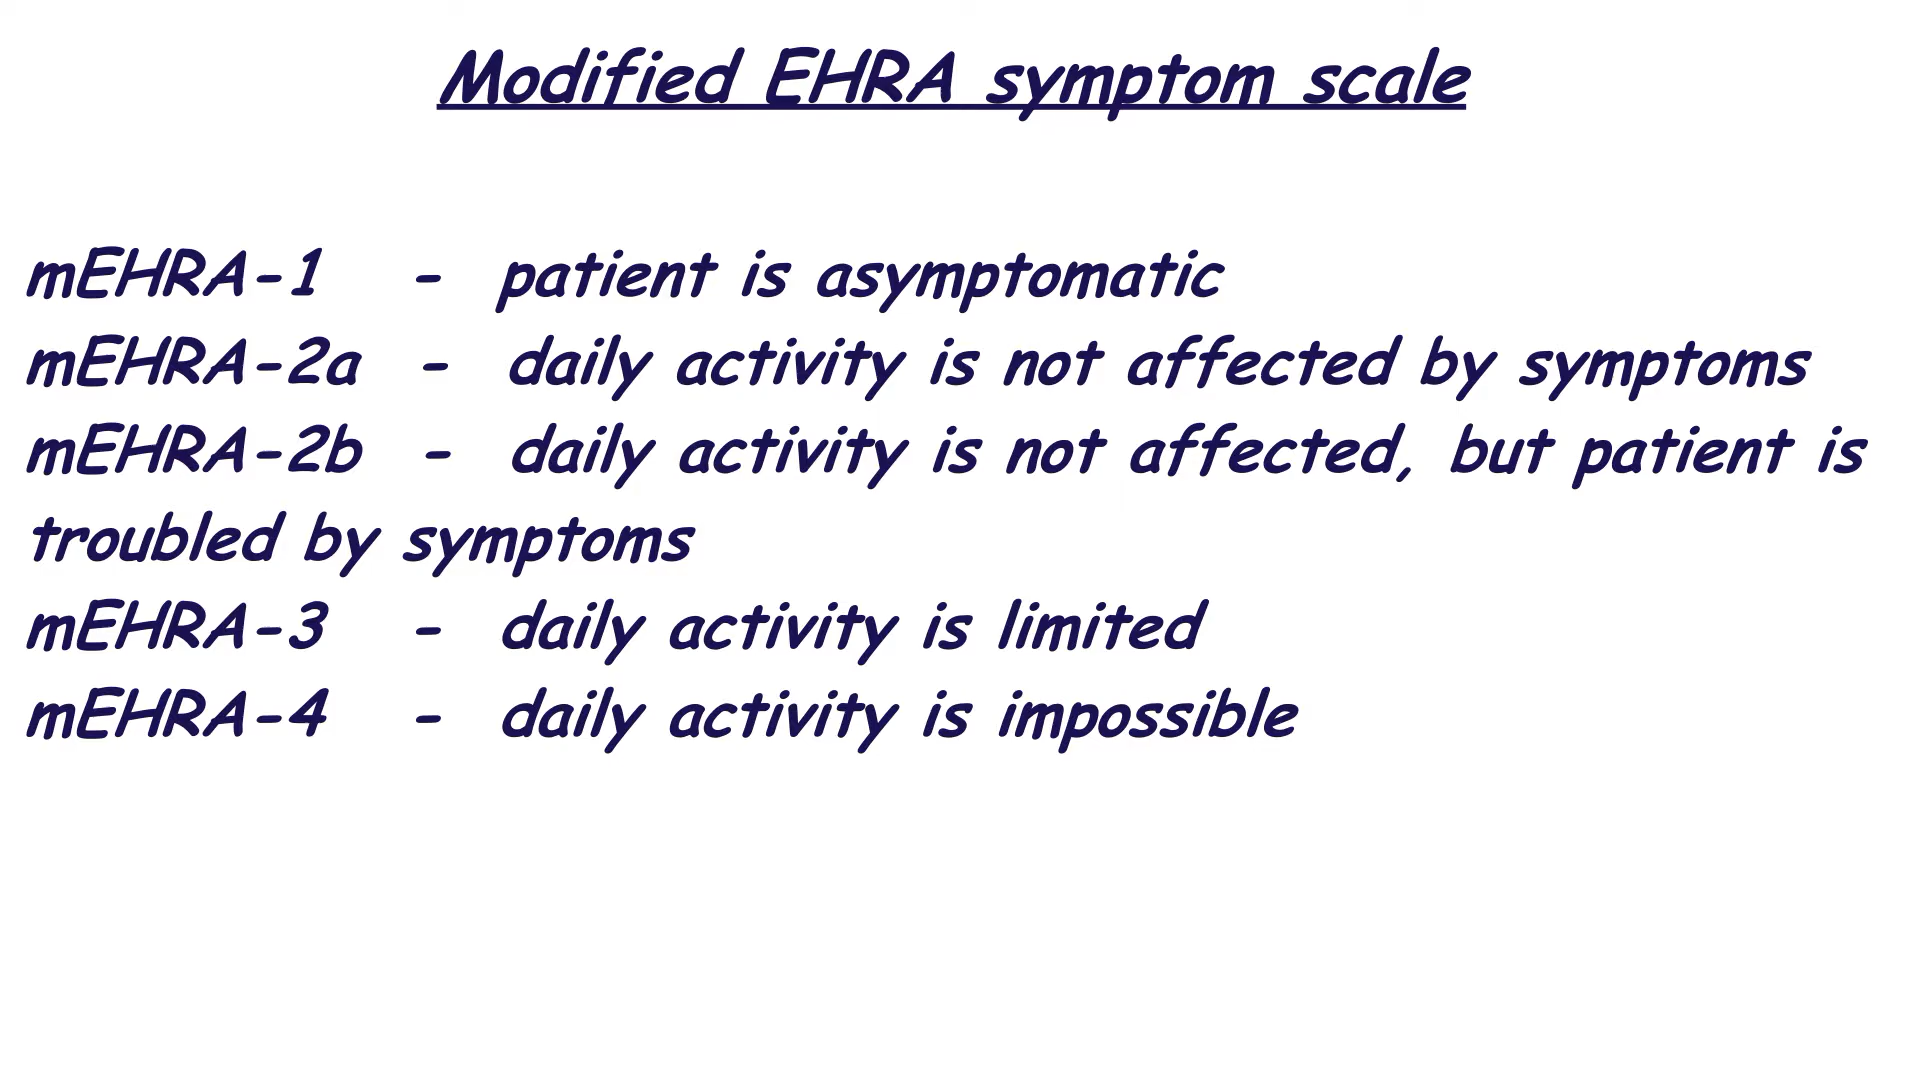 Modified EHRA symptom scale
mEHRA-1 - patient is asymptomatic
mEHRA-2a - daily activity is not affected by symptoms
mEHRA-2b - daily activity is not affected, but patient is
troubled by symptoms
mEHRA-3 - daily activity is limited
mEHRA-4 - daily activity is impossible